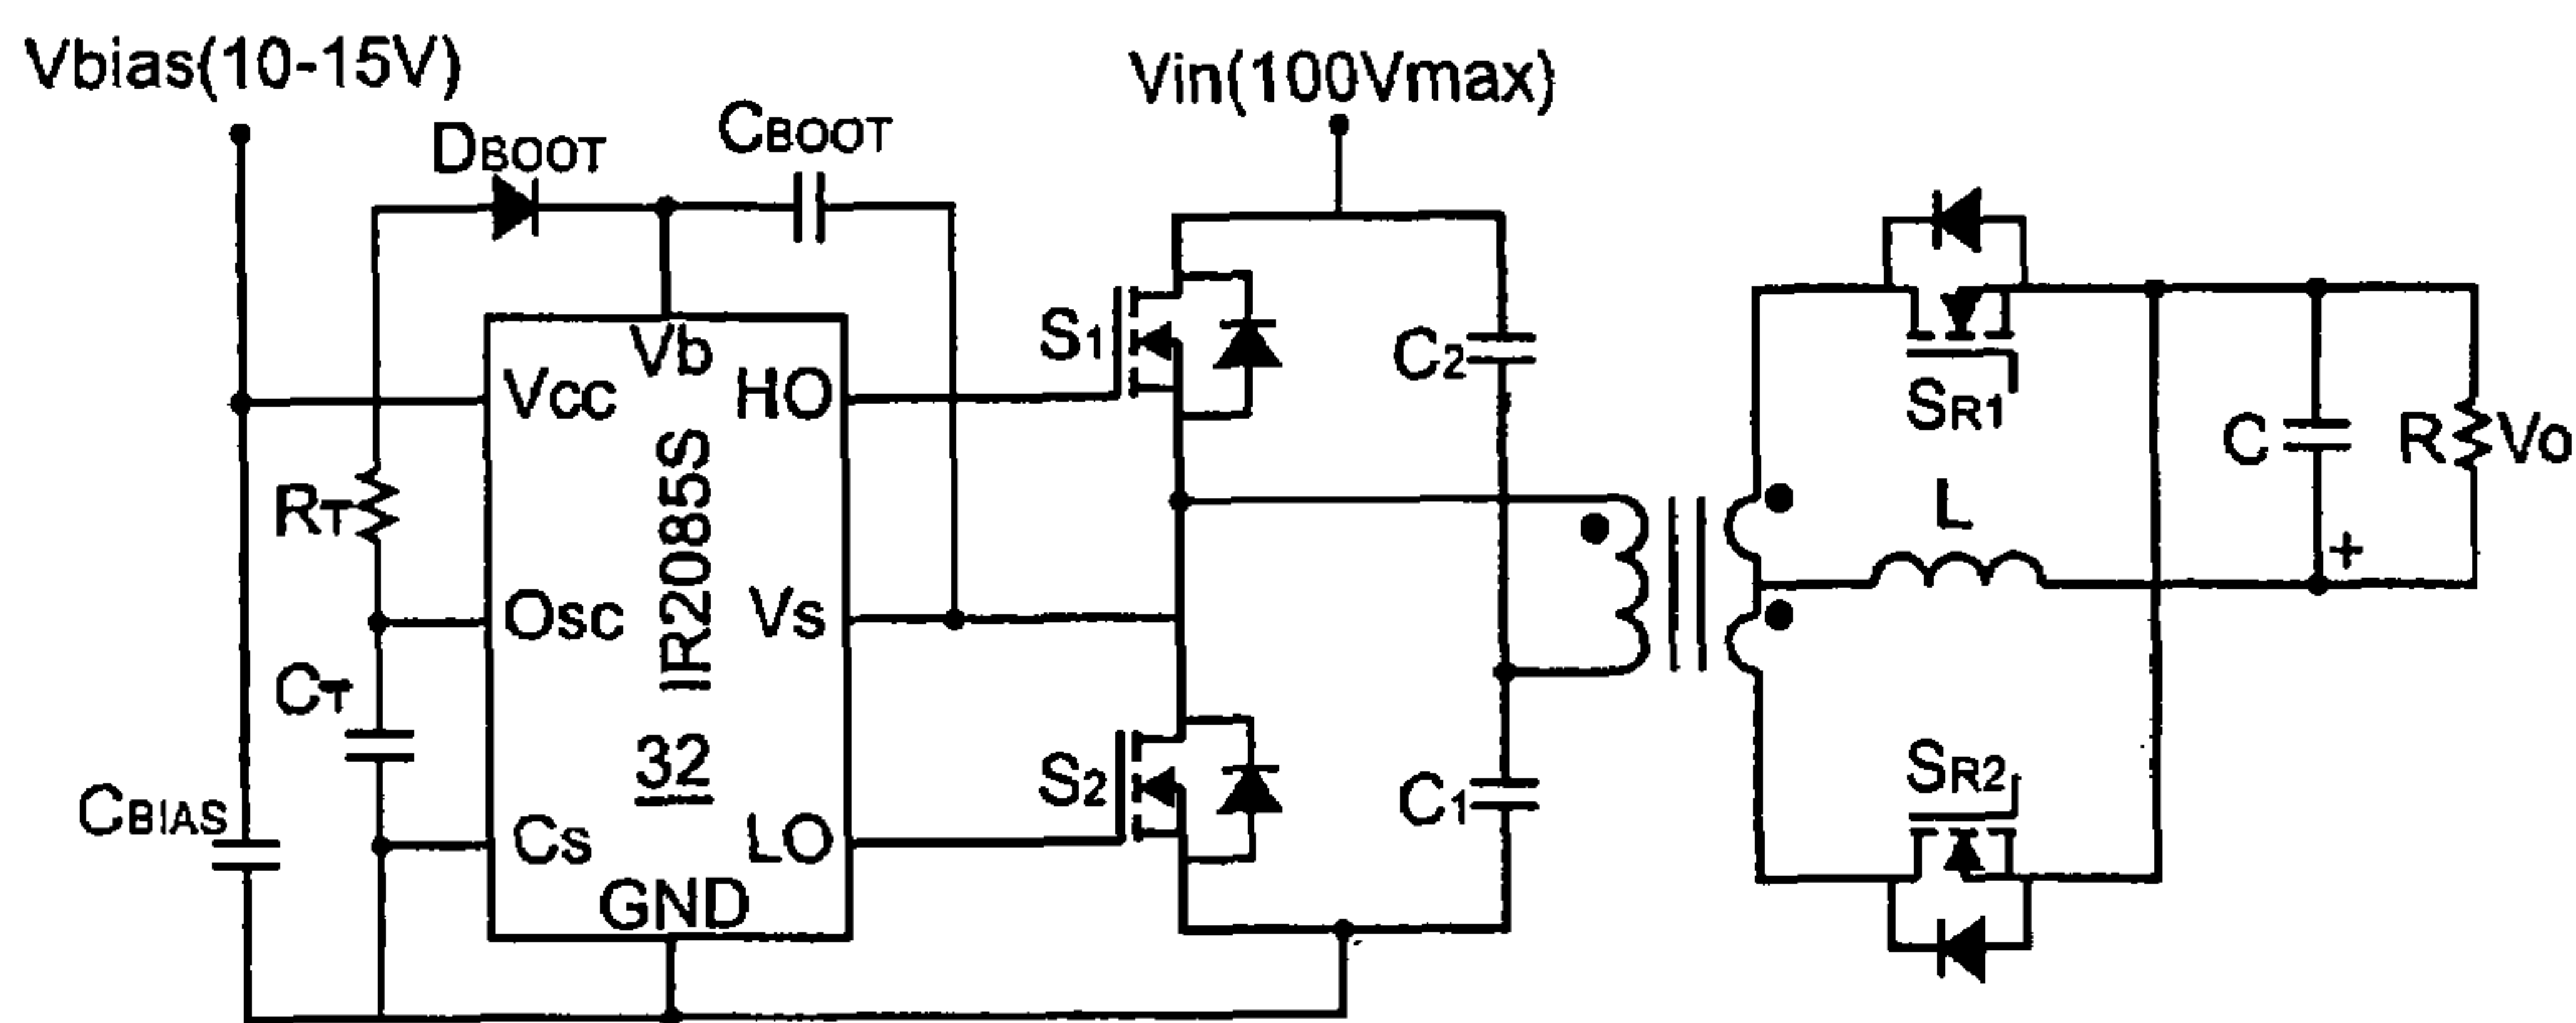 Vbias(10-15V)
Vin(100Vmax)
DBOOT
CBOOT
Vb
Vcc
HO
S1
C2
SR1
C
R
Vo
IR2085S
RT
L
+
Osc
Vs
CT
32
S2
SR2
CBIAS
Cs
LO
C1
GND